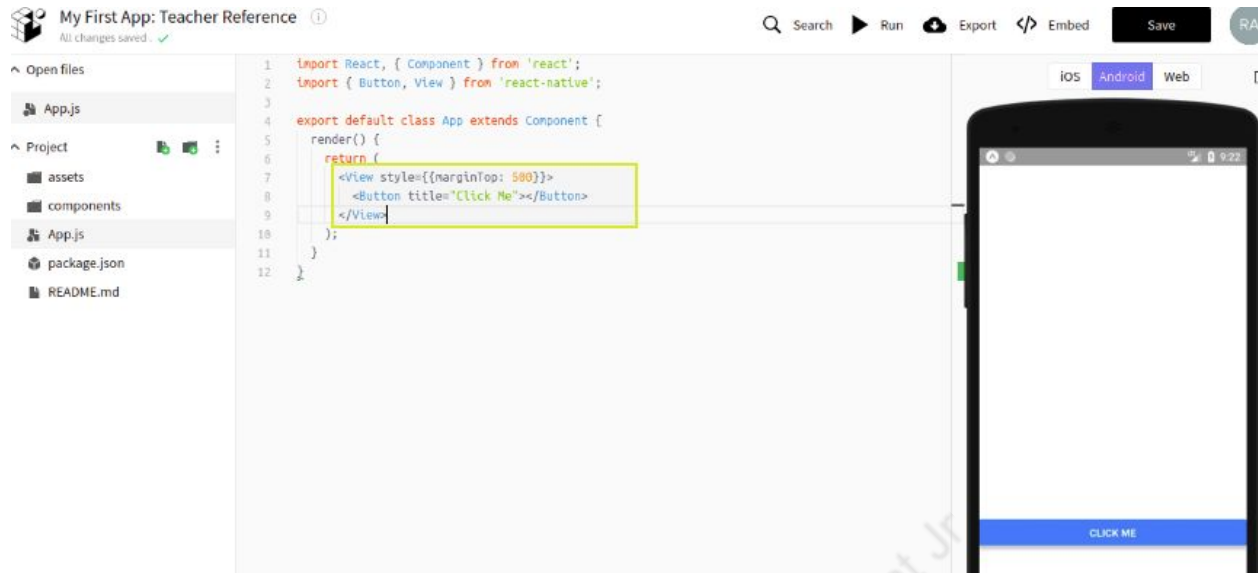 My First App: Teacher Reference
All changes saved.
Search Run Export </> Embed Save RA
Open files
App.js
Project
assets
components
App.js
package.json
README.md
1 import React, { Component } from 'react';
2 import { Button, View } from 'react-native';
3
4 export default class App extends Component {
5 render() {
6 return (
7 <View style={{marginTop: 500}}>
8 <Button title="Click Me"></Button>
9 </View>
10 );
11 }
12 }
iOS Android Web
9:22
CLICK ME